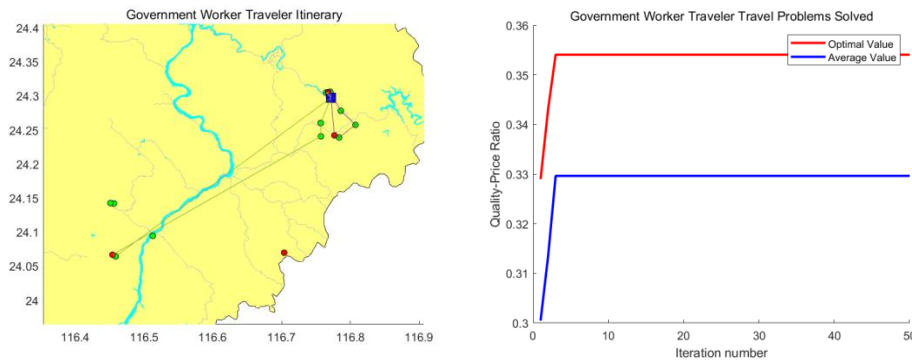 Government Worker Traveler Itinerary
24.4
24.35
24.3
24.25
24.2
24.15
24.1
24.05
24
116.4 116.5 116.6 116.7 116.8 116.9
Government Worker Traveler Travel Problems Solved
Optimal Value
Average Value
Quality-Price Ratio
0.36
0.35
0.34
0.33
0.32
0.31
0.3
0 10 20 30 40 50
Iteration number